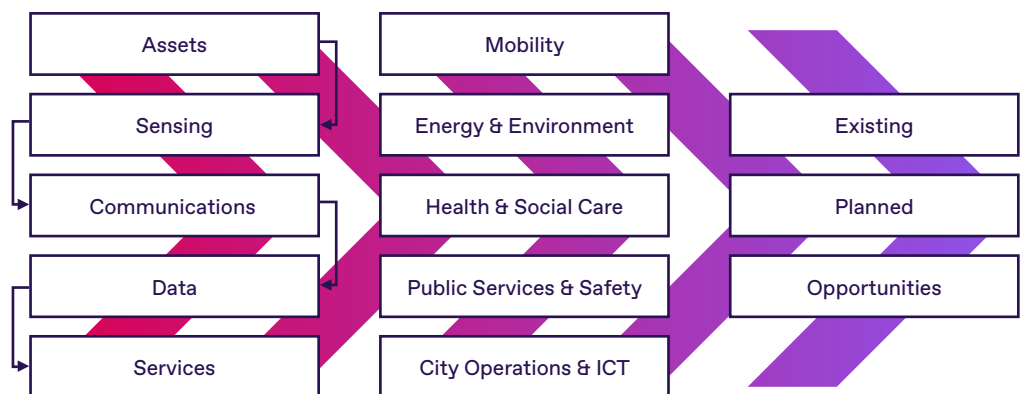 Assets
Sensing
Communications
Data
Services
Mobility
Energy & Environment
Health & Social Care
Public Services & Safety
City Operations & ICT
Existing
Planned
Opportunities